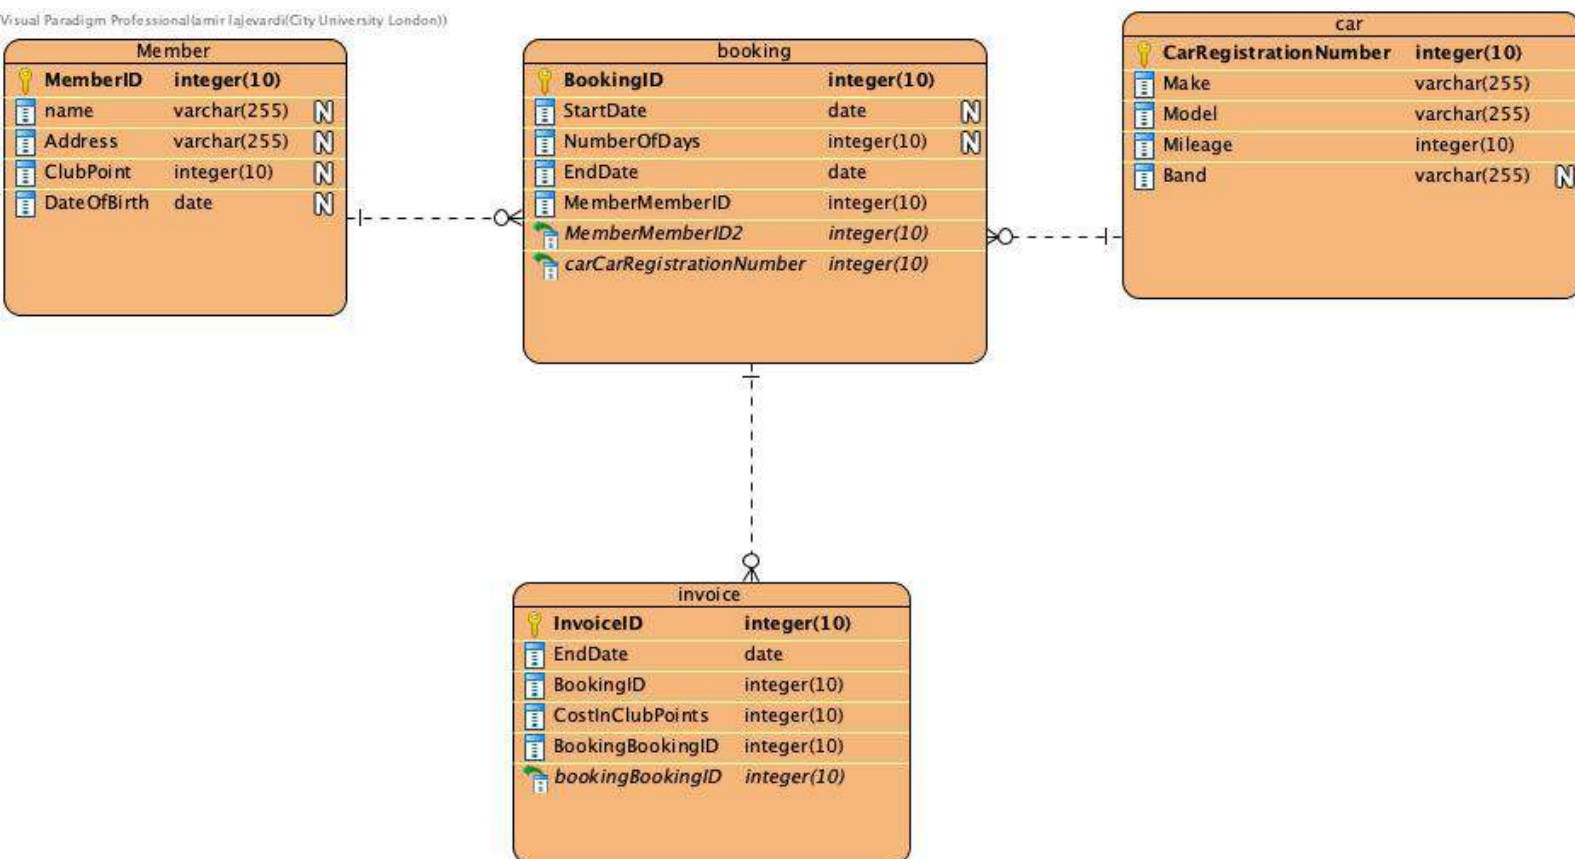 Visual Paradigm Professional(amir lajevardi(City University London))
Member
MemberID integer(10)
name varchar(255) N
Address varchar(255) N
ClubPoint integer(10) N
DateOfBirth date N
booking
BookingID integer(10)
StartDate date N
NumberOfDays integer(10) N
EndDate date
MemberMemberID integer(10)
MemberMemberID2 integer(10)
carCarRegistrationNumber integer(10)
car
CarRegistrationNumber integer(10)
Make varchar(255)
Model varchar(255)
Mileage integer(10)
Band varchar(255) N
invoice
InvoiceID integer(10)
EndDate date
BookingID integer(10)
CostInClubPoints integer(10)
BookingBookingID integer(10)
bookingBookingID integer(10)